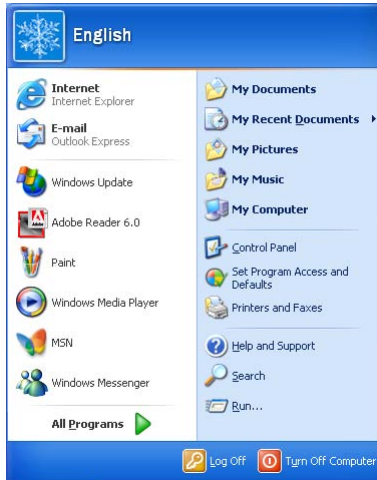 English
Internet
Internet Explorer
E-mail
Outlook Express
Windows Update
Adobe Reader 6.0
Paint
Windows Media Player
MSN
Windows Messenger
All Programs
My Documents
My Recent Documents
My Pictures
My Music
My Computer
Control Panel
Set Program Access and
Defaults
Printers and Faxes
Help and Support
Search
Run...
Log Off
Turn Off Computer